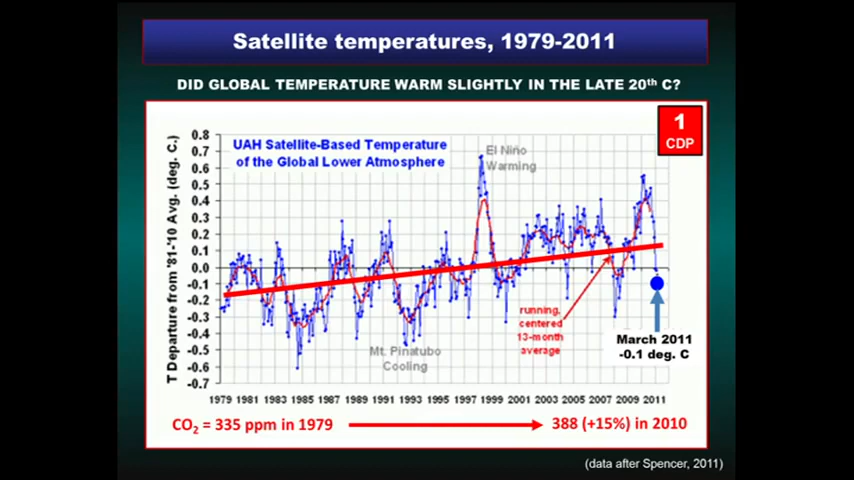 Satellite temperatures, 1979-2011
DID GLOBAL TEMPERATURE WARM SLIGHTLY IN THE LATE 20th C?
1
CDP
UAH Satellite-Based Temperature
of the Global Lower Atmosphere
El Niño
Warming
T Departure from '81-'10 Avg. (deg. C.)
0.8
0.7
0.6
0.5
0.4
0.3
0.2
0.1
0.0
-0.1
-0.2
-0.3
-0.4
-0.5
-0.6
-0.7
running,
centered
13-month
average
March 2011
-0.1 deg. C
Mt. Pinatubo
Cooling
1979 1981 1983 1985 1987 1989 1991 1993 1995 1997 1999 2001 2003 2005 2007 2009 2011
CO2 = 335 ppm in 1979 388 (+15%) in 2010
(data after Spencer, 2011)